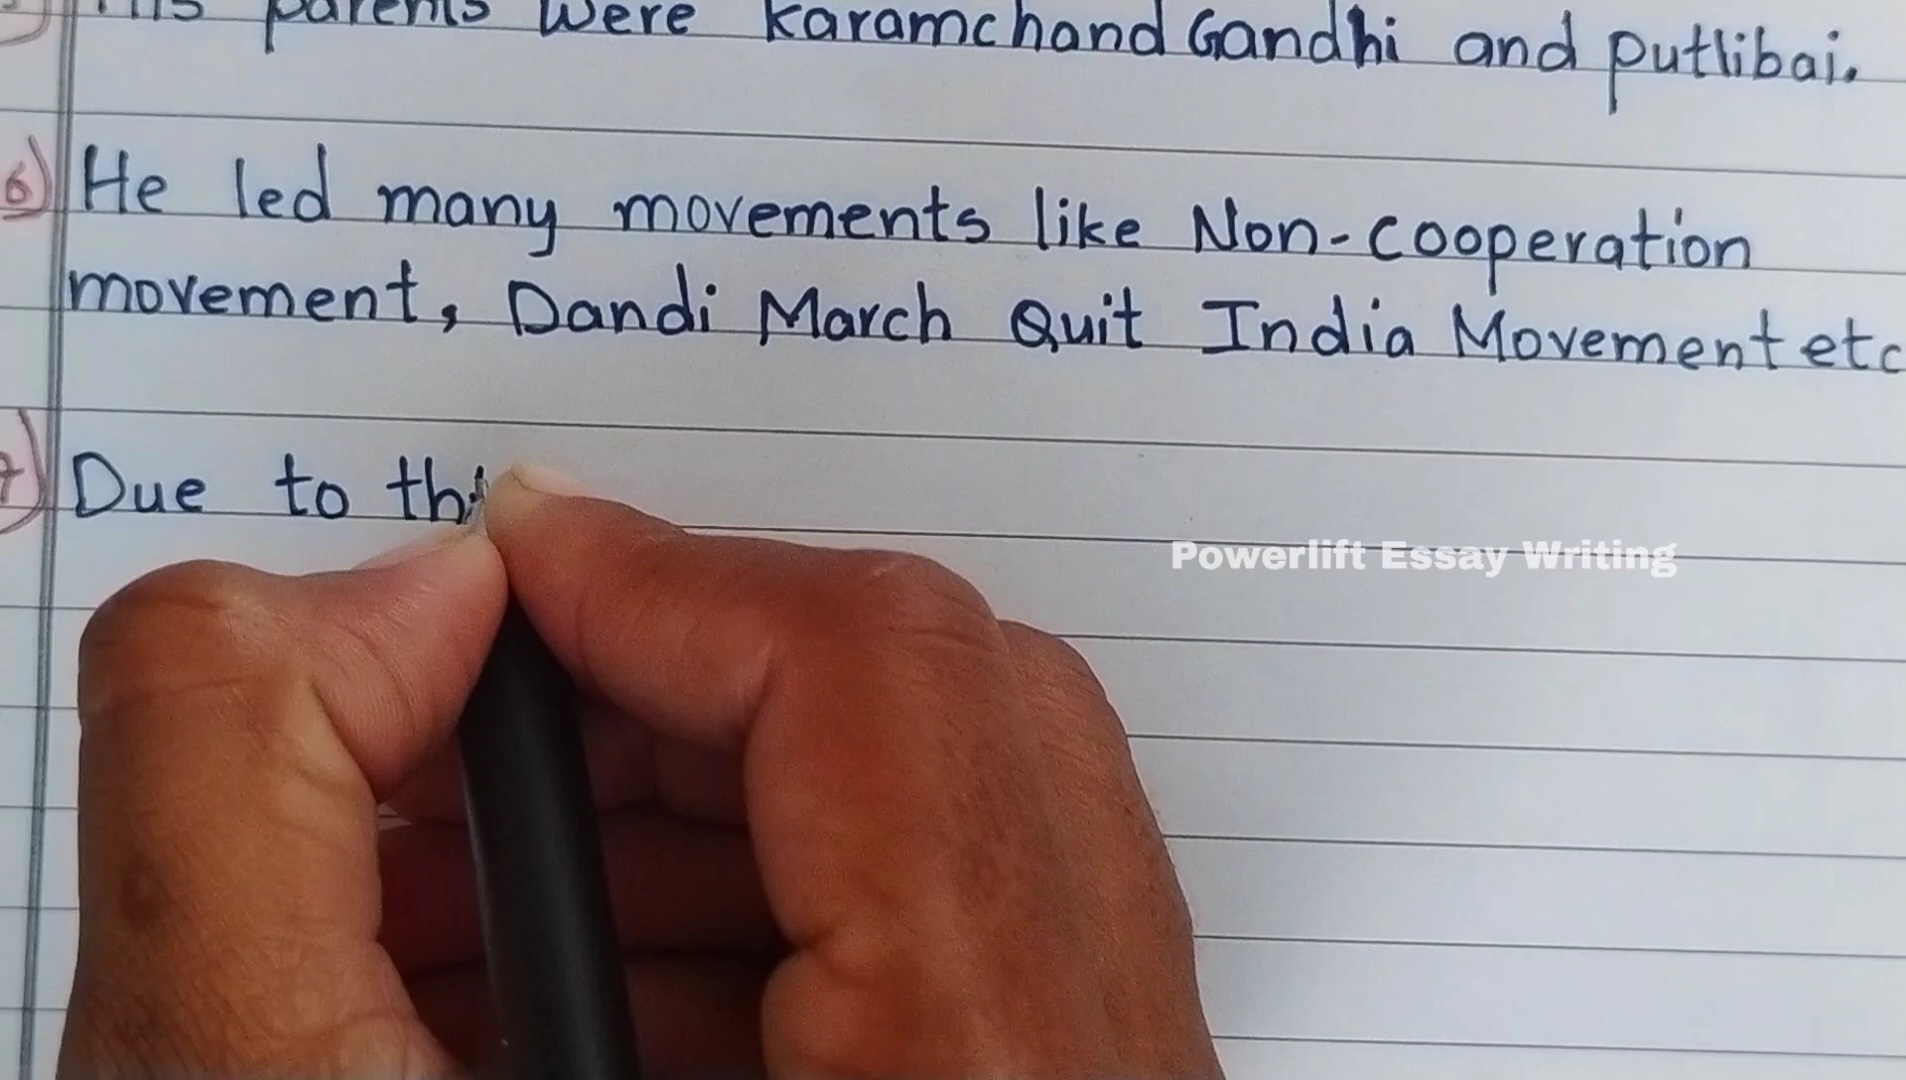 parents were Karamchand Gandhi and putlibai.
6) He led many movements like Non-cooperation
movement, Dandi March Quit India Movement etc
7) Due to thi
Powerlift Essay Writing